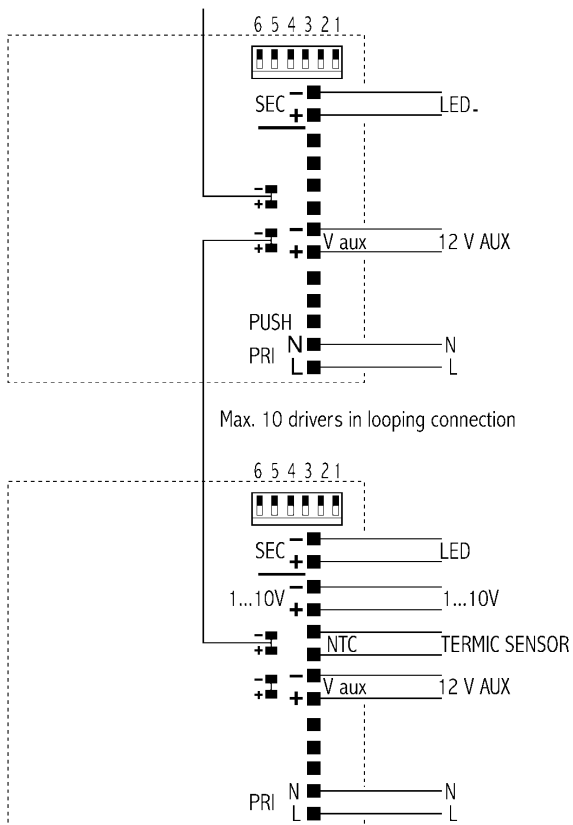 6 5 4 3 2 1
SEC - LED-
+
-
+
- V aux 12 V AUX
- +
+
PUSH
N N
PRI
L L
Max. 10 drivers in looping connection
6 5 4 3 2 1
SEC - LED
+
-
1...10V + 1...10V
-
+ NTC TERMIC SENSOR
- V aux 12 V AUX
- +
+
N N
PRI
L L